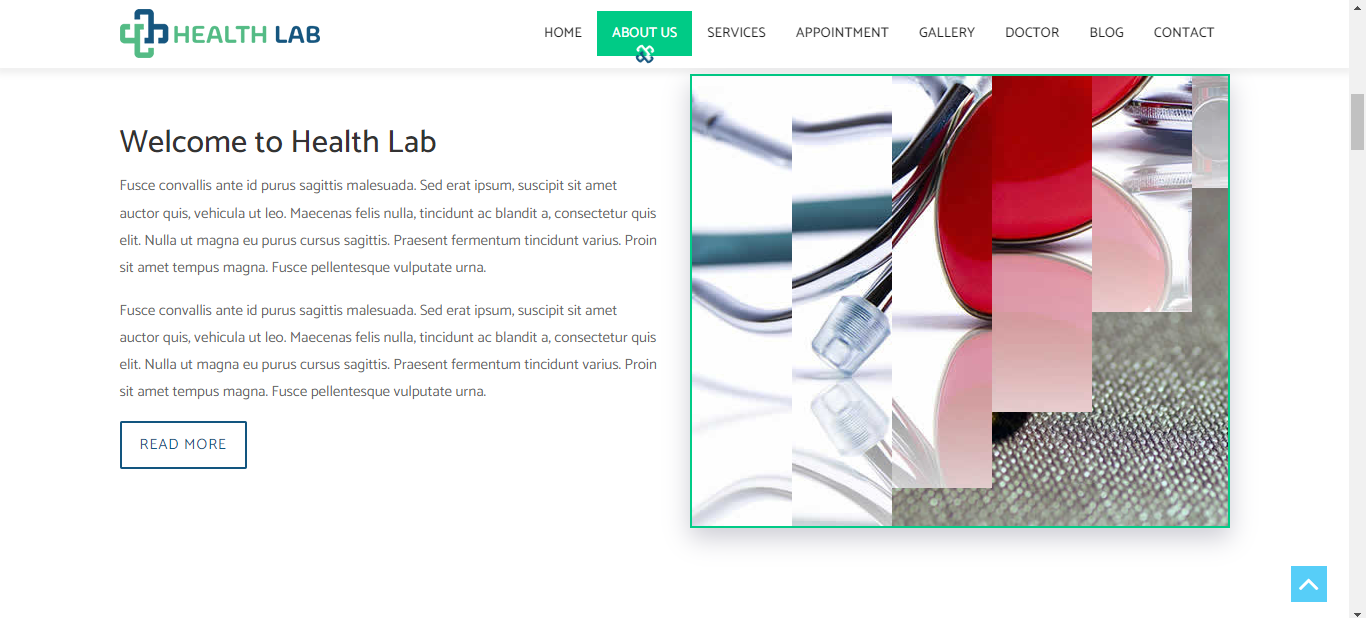 HEALTH LAB
HOME ABOUT US SERVICES APPOINTMENT GALLERY DOCTOR BLOG CONTACT
Welcome to Health Lab
Fusce convallis ante id purus sagittis malesuada. Sed erat ipsum, suscipit sit amet
auctor quis, vehicula ut leo. Maecenas felis nulla, tincidunt ac blandit a, consectetur quis
elit. Nulla ut magna eu purus cursus sagittis. Praesent fermentum tincidunt varius. Proin
sit amet tempus magna. Fusce pellentesque vulputate urna.
Fusce convallis ante id purus sagittis malesuada. Sed erat ipsum, suscipit sit amet
auctor quis, vehicula ut leo. Maecenas felis nulla, tincidunt ac blandit a, consectetur quis
elit. Nulla ut magna eu purus cursus sagittis. Praesent fermentum tincidunt varius. Proin
sit amet tempus magna. Fusce pellentesque vulputate urna.
READ MORE